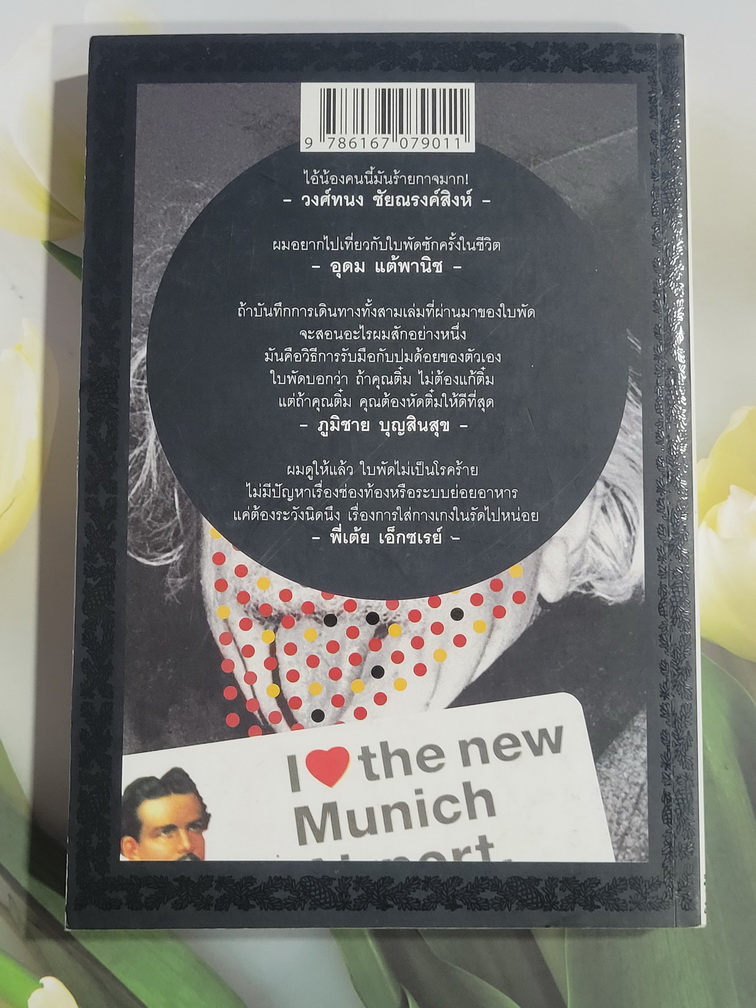 9 786167 079011
ไอ้น้องคนนี้มันร้ายกาจมาก!
- วงศ์ทนง ชัยณรงค์สิงห์ -
ผมอยากไปเที่ยวกับใบพัดซักครั้งในชีวิต
- อุดม แต้พานิช -
ถ้าบันทึกการเดินทางทั้งสามเล่มที่ผ่านมาของใบพัด
จะสอนอะไรผมสักอย่างหนึ่ง
มันคือวิธีการรับมือกับปมด้อยของตัวเอง
ใบพัดบอกว่า ถ้าคุณติ๋ม ไม่ต้องแก้ติ๋ม
แต่ถ้าคุณติ๋ม คุณต้องหัดติ๋มให้ดีที่สุด
- ภูมิชาย บุญสินสุข -
ผมดูให้แล้ว ใบพัดไม่เป็นโรคร้าย
ไม่มีปัญหาเรื่องช่องท้องหรือระบบย่อยอาหาร
แค่ต้องระวังนิดนึง เรื่องการใส่กางเกงในรัดไปหน่อย
- พี่เต้ย เอ็กซเรย์ -
I ❤ the new
Munich